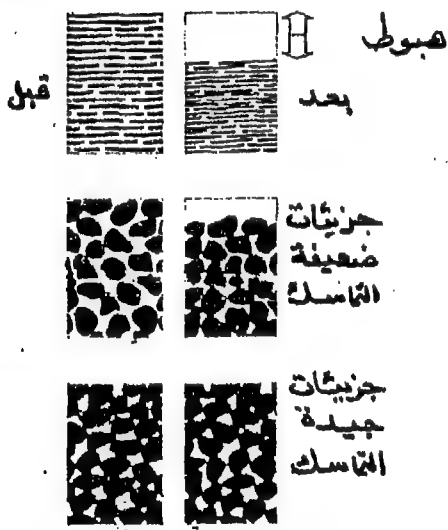 هبوط
قبل
بعد
جزيئات
ضعيفة
التماسك
جزيئات
جيدة
التماسك